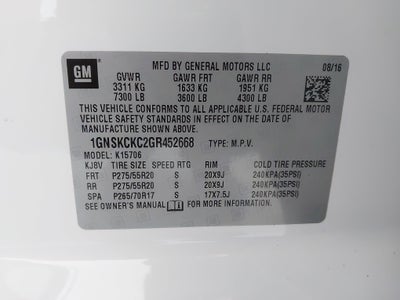 GM
MFD BY GENERAL MOTORS LLC 08/16
GVWR GAWR FRT GAWR RR
3311 KG 1633 KG 1951 KG
7300 LB 3600 LB 4300 LB
THIS VEHICLE CONFORMS TO ALL APPLICABLE U.S. FEDERAL MOTOR
VEHICLE SAFETY STANDARDS IN EFFECT ON THE DATE OF
MANUFACTURE SHOWN ABOVE.
1GNSKCKC2GR452668 TYPE: M.P.V.
MODEL: K15706
KJBV TIRE SIZE SPEED RTG RIM COLD TIRE PRESSURE
FRT P275/55R20 S 20X9J 240KPA(35PSI)
RR P275/55R20 S 20X9J 240KPA(35PSI)
SPA P265/70R17 S 17X7.5J 240KPA(35PSI)
SEE OWNER'S MANUAL FOR MORE INFORMATION.